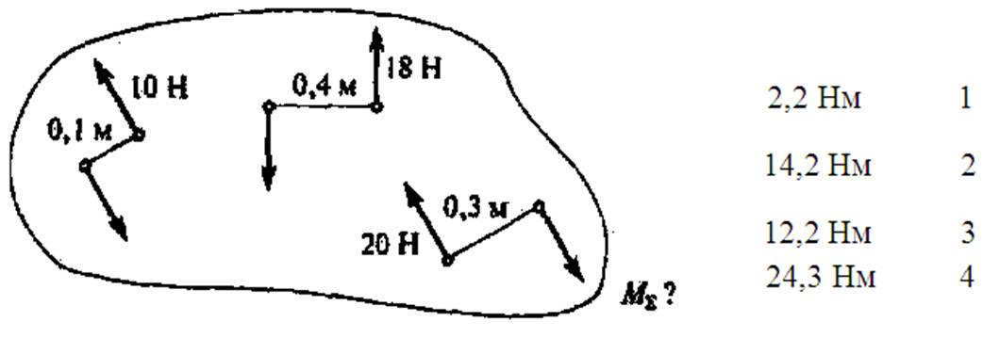 10 Н
0,1 м
0,4 м
18 Н
20 Н
0,3 м
M_Σ ?
2,2 Нм 1
14,2 Нм 2
12,2 Нм 3
24,3 Нм 4